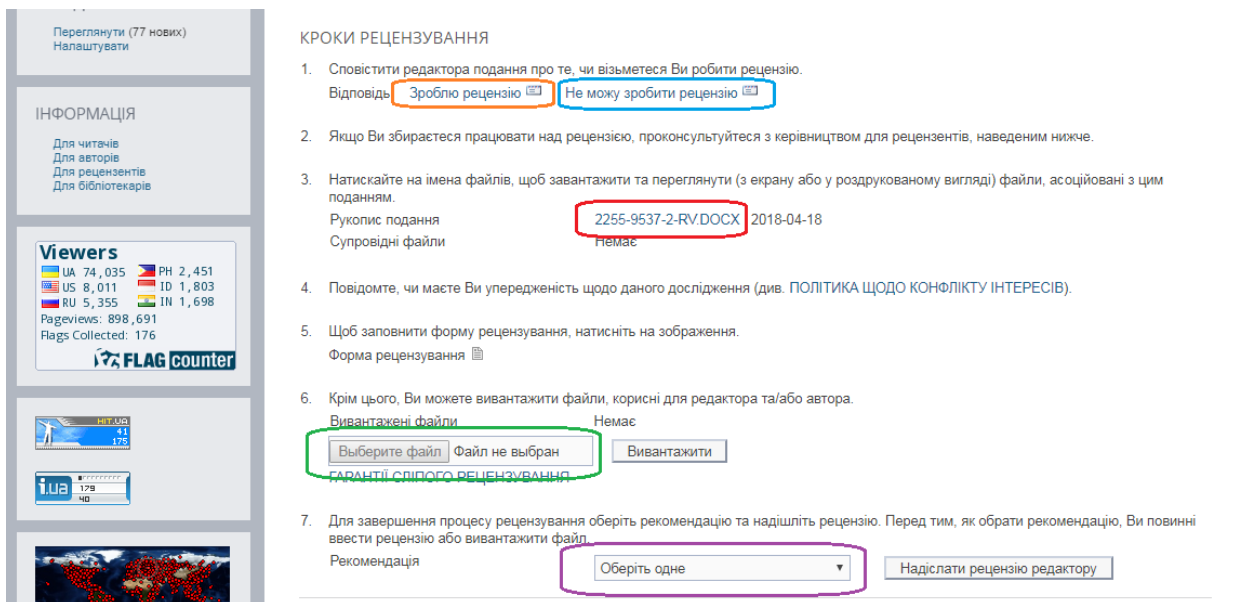 Переглянути (77 нових)
Налаштувати
ІНФОРМАЦІЯ
Для читачів
Для авторів
Для рецензентів
Для бібліотекарів
Viewers
UA 74,035 PH 2,451
US 8,011 ID 1,803
RU 5,355 IN 1,698
Pageviews: 898,691
Flags Collected: 176
FLAG counter
HIT.UA
41
175
i.ua
179
40
КРОКИ РЕЦЕНЗУВАННЯ
1. Сповістити редактора подання про те, чи візьметеся Ви робити рецензію.
Відповідь Зроблю рецензію Не можу зробити рецензію
2. Якщо Ви збираєтеся працювати над рецензією, проконсультуйтеся з керівництвом для рецензентів, наведеним нижче.
3. Натискайте на імена файлів, щоб завантажити та переглянути (з екрану або у роздрукованому вигляді) файли, асоційовані з цим
поданням.
Рукопис подання 2255-9537-2-RV.DOCX 2018-04-18
Супровідні файли Немає
4. Повідомте, чи маєте Ви упередженість щодо даного дослідження (див. ПОЛІТИКА ЩОДО КОНФЛІКТУ ІНТЕРЕСІВ).
5. Щоб заповнити форму рецензування, натисніть на зображення.
Форма рецензування
6. Крім цього, Ви можете вивантажити файли, корисні для редактора та/або автора.
Вивантажені файли Немає
Выберите файл Файл не выбран Вивантажити
ГАРАНТІЇ СЛІПОГО РЕЦЕНЗУВАННЯ
7. Для завершення процесу рецензування оберіть рекомендацію та надішліть рецензію. Перед тим, як обрати рекомендацію, Ви повинні
ввести рецензію або вивантажити файл.
Рекомендація Оберіть одне Надіслати рецензію редактору